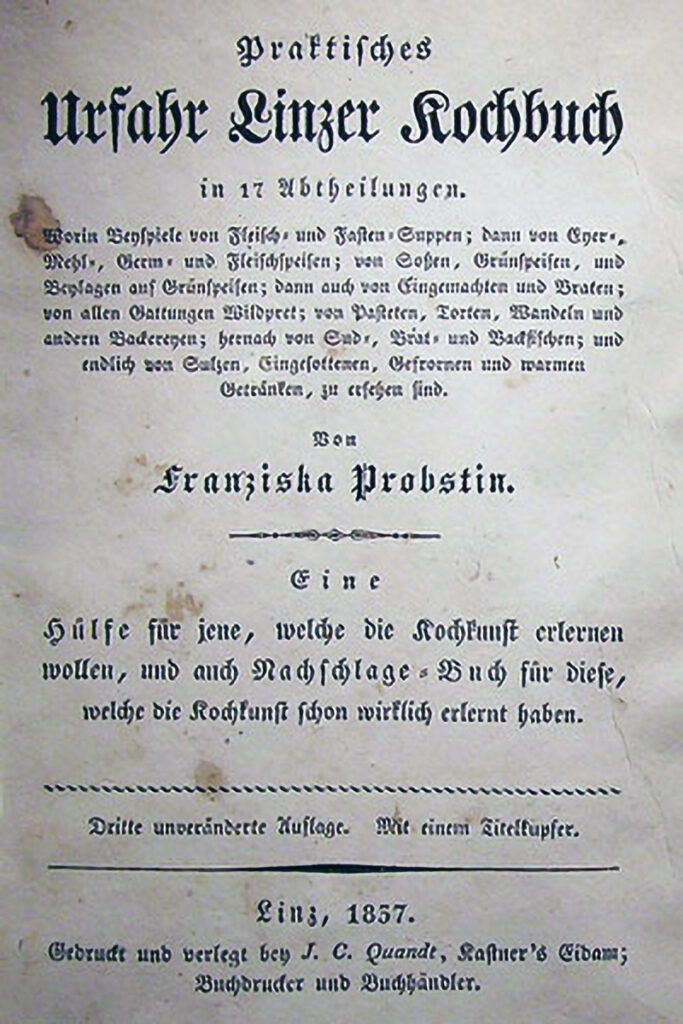 Praktisches
Urfahr Linzer Kochbuch
in 17 Abtheilungen.
Worin Beyspiele von Fleisch- und Fasten-Suppen; dann von Eyer-,
Mehl-, Germ- und Fleischspeisen; von Soßen, Grünspeisen, und
Beylagen auf Grünspeisen; dann auch von Eingemachten und Braten;
von allen Gattungen Wildpret; von Pasteten, Torten, Wandeln und
andern Backereyen; hernach von Sud-, Brat- und Backfischen; und
endlich von Sulzen, Eingesottenen, Gefrornen und warmen
Getränken, zu ersehen sind.
Von
Franziska Probstin.
Eine
Hülfe für jene, welche die Kochkunst erlernen
wollen, und auch Nachschlage-Buch für diese,
welche die Kochkunst schon wirklich erlernt haben.
Dritte unveränderte Auflage. Mit einem Titelkupfer.
Linz, 1837.
Gedruckt und verlegt bey J. C. Quandt, Kastner's Eidam;
Buchdrucker und Buchhändler.